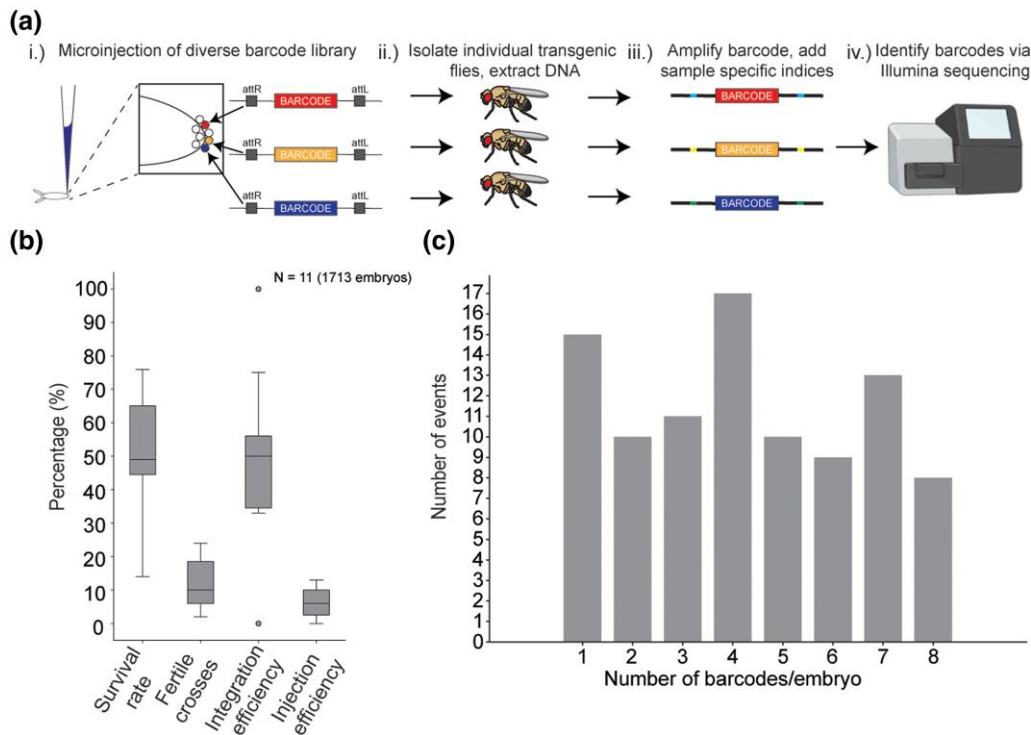 (a)
i.) Microinjection of diverse barcode library
ii.) Isolate individual transgenic
flies, extract DNA
iii.) Amplify barcode, add
sample specific indices
iv.) Identify barcodes via
Illumina sequencing
attR attL
BARCODE
BARCODE
attR attL
BARCODE
BARCODE
attR attL
BARCODE
BARCODE
(b)
N = 11 (1713 embryos)
Percentage (%)
100
90
80
70
60
50
40
30
20
10
0
Survival
rate
Fertile
crosses
Integration
efficiency
Injection
efficiency
(c)
Number of events
17
16
15
14
13
12
11
10
9
8
7
6
5
4
3
2
1
0
1 2 3 4 5 6 7 8
Number of barcodes/embryo